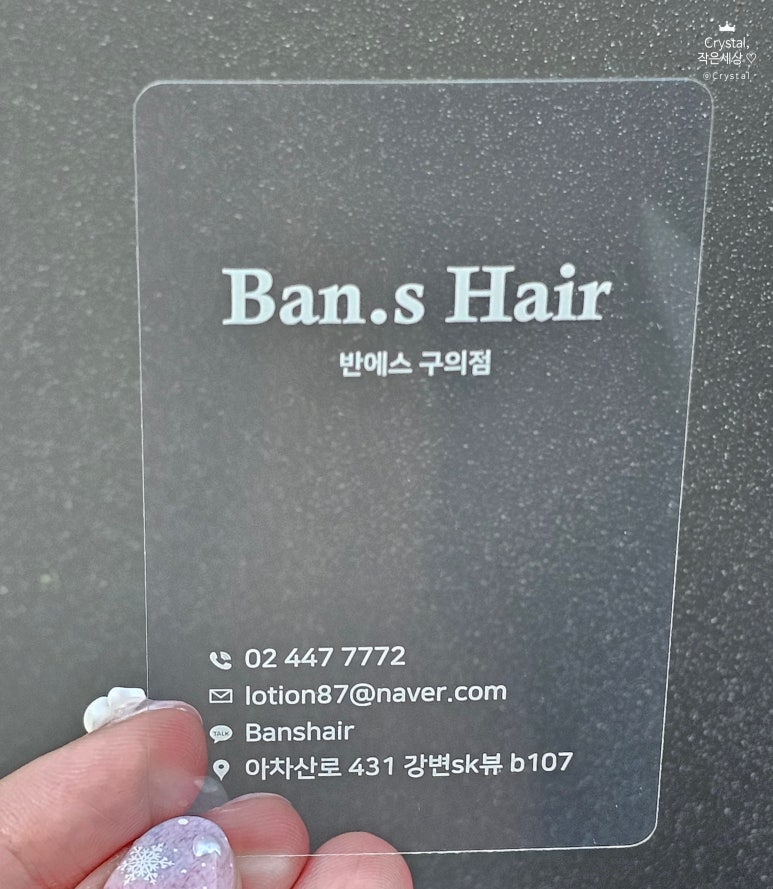 Crystal,
작은세상♡
©Crystal,
Ban.s Hair
반에스 구의점
02 447 7772
lotion87@naver.com
TALK Banshair
아차산로 431 강변sk뷰 b107